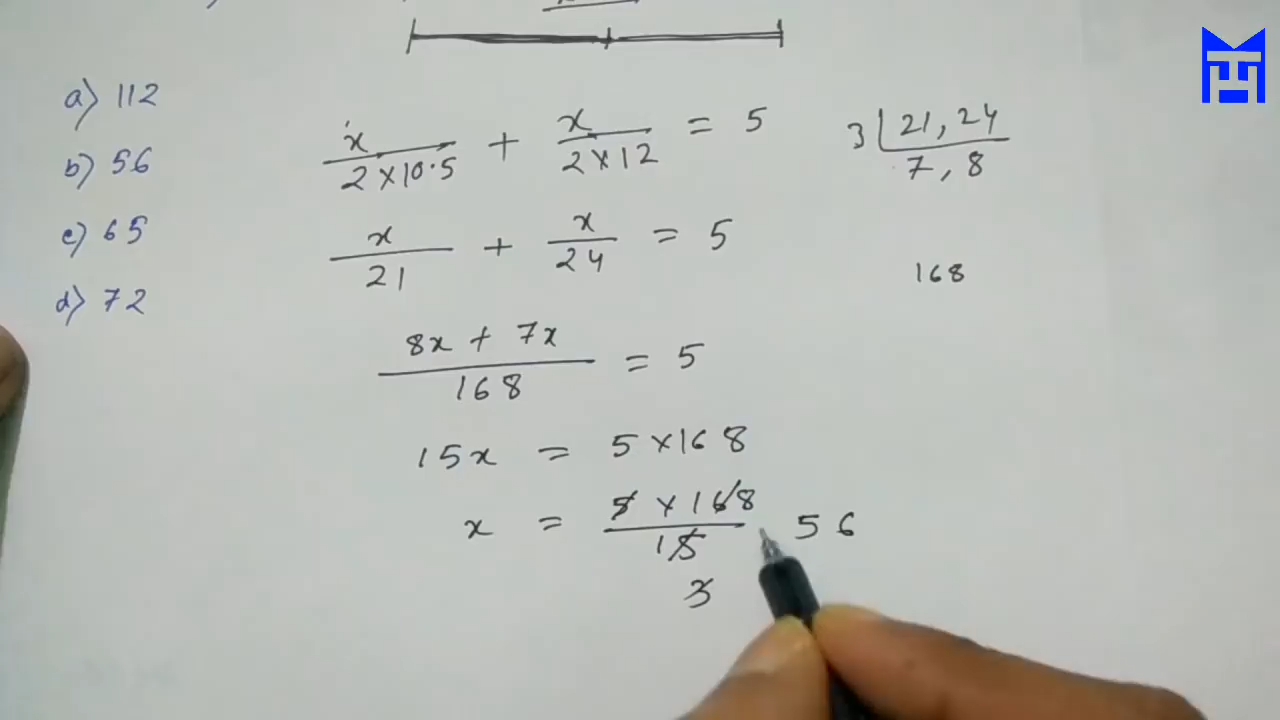 a) 112
b) 56
c) 65
d) 72
x / 2×10.5 + x / 2×12 = 5
3 | 21, 24
7, 8
x / 21 + x / 24 = 5
168
8x + 7x / 168 = 5
15x = 5×168
x = 5 × 168 / 15 56
3